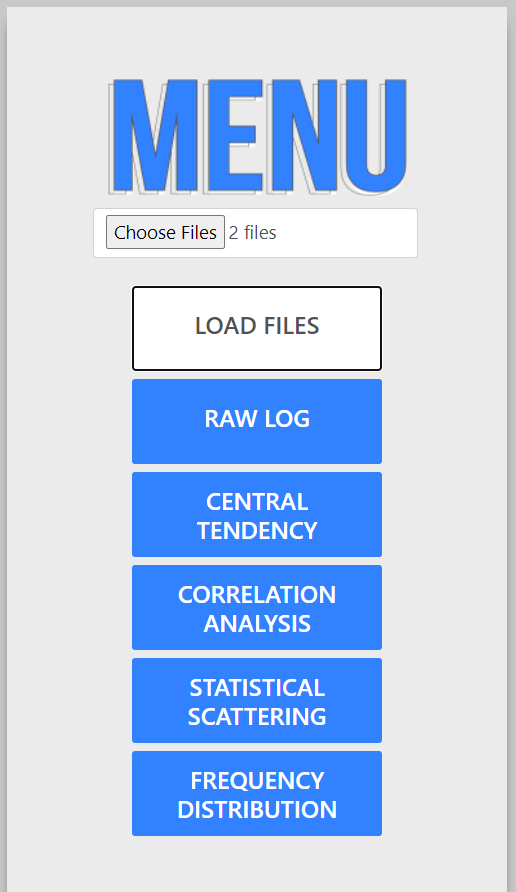 MENU
Choose Files 2 files
LOAD FILES
RAW LOG
CENTRAL
TENDENCY
CORRELATION
ANALYSIS
STATISTICAL
SCATTERING
FREQUENCY
DISTRIBUTION